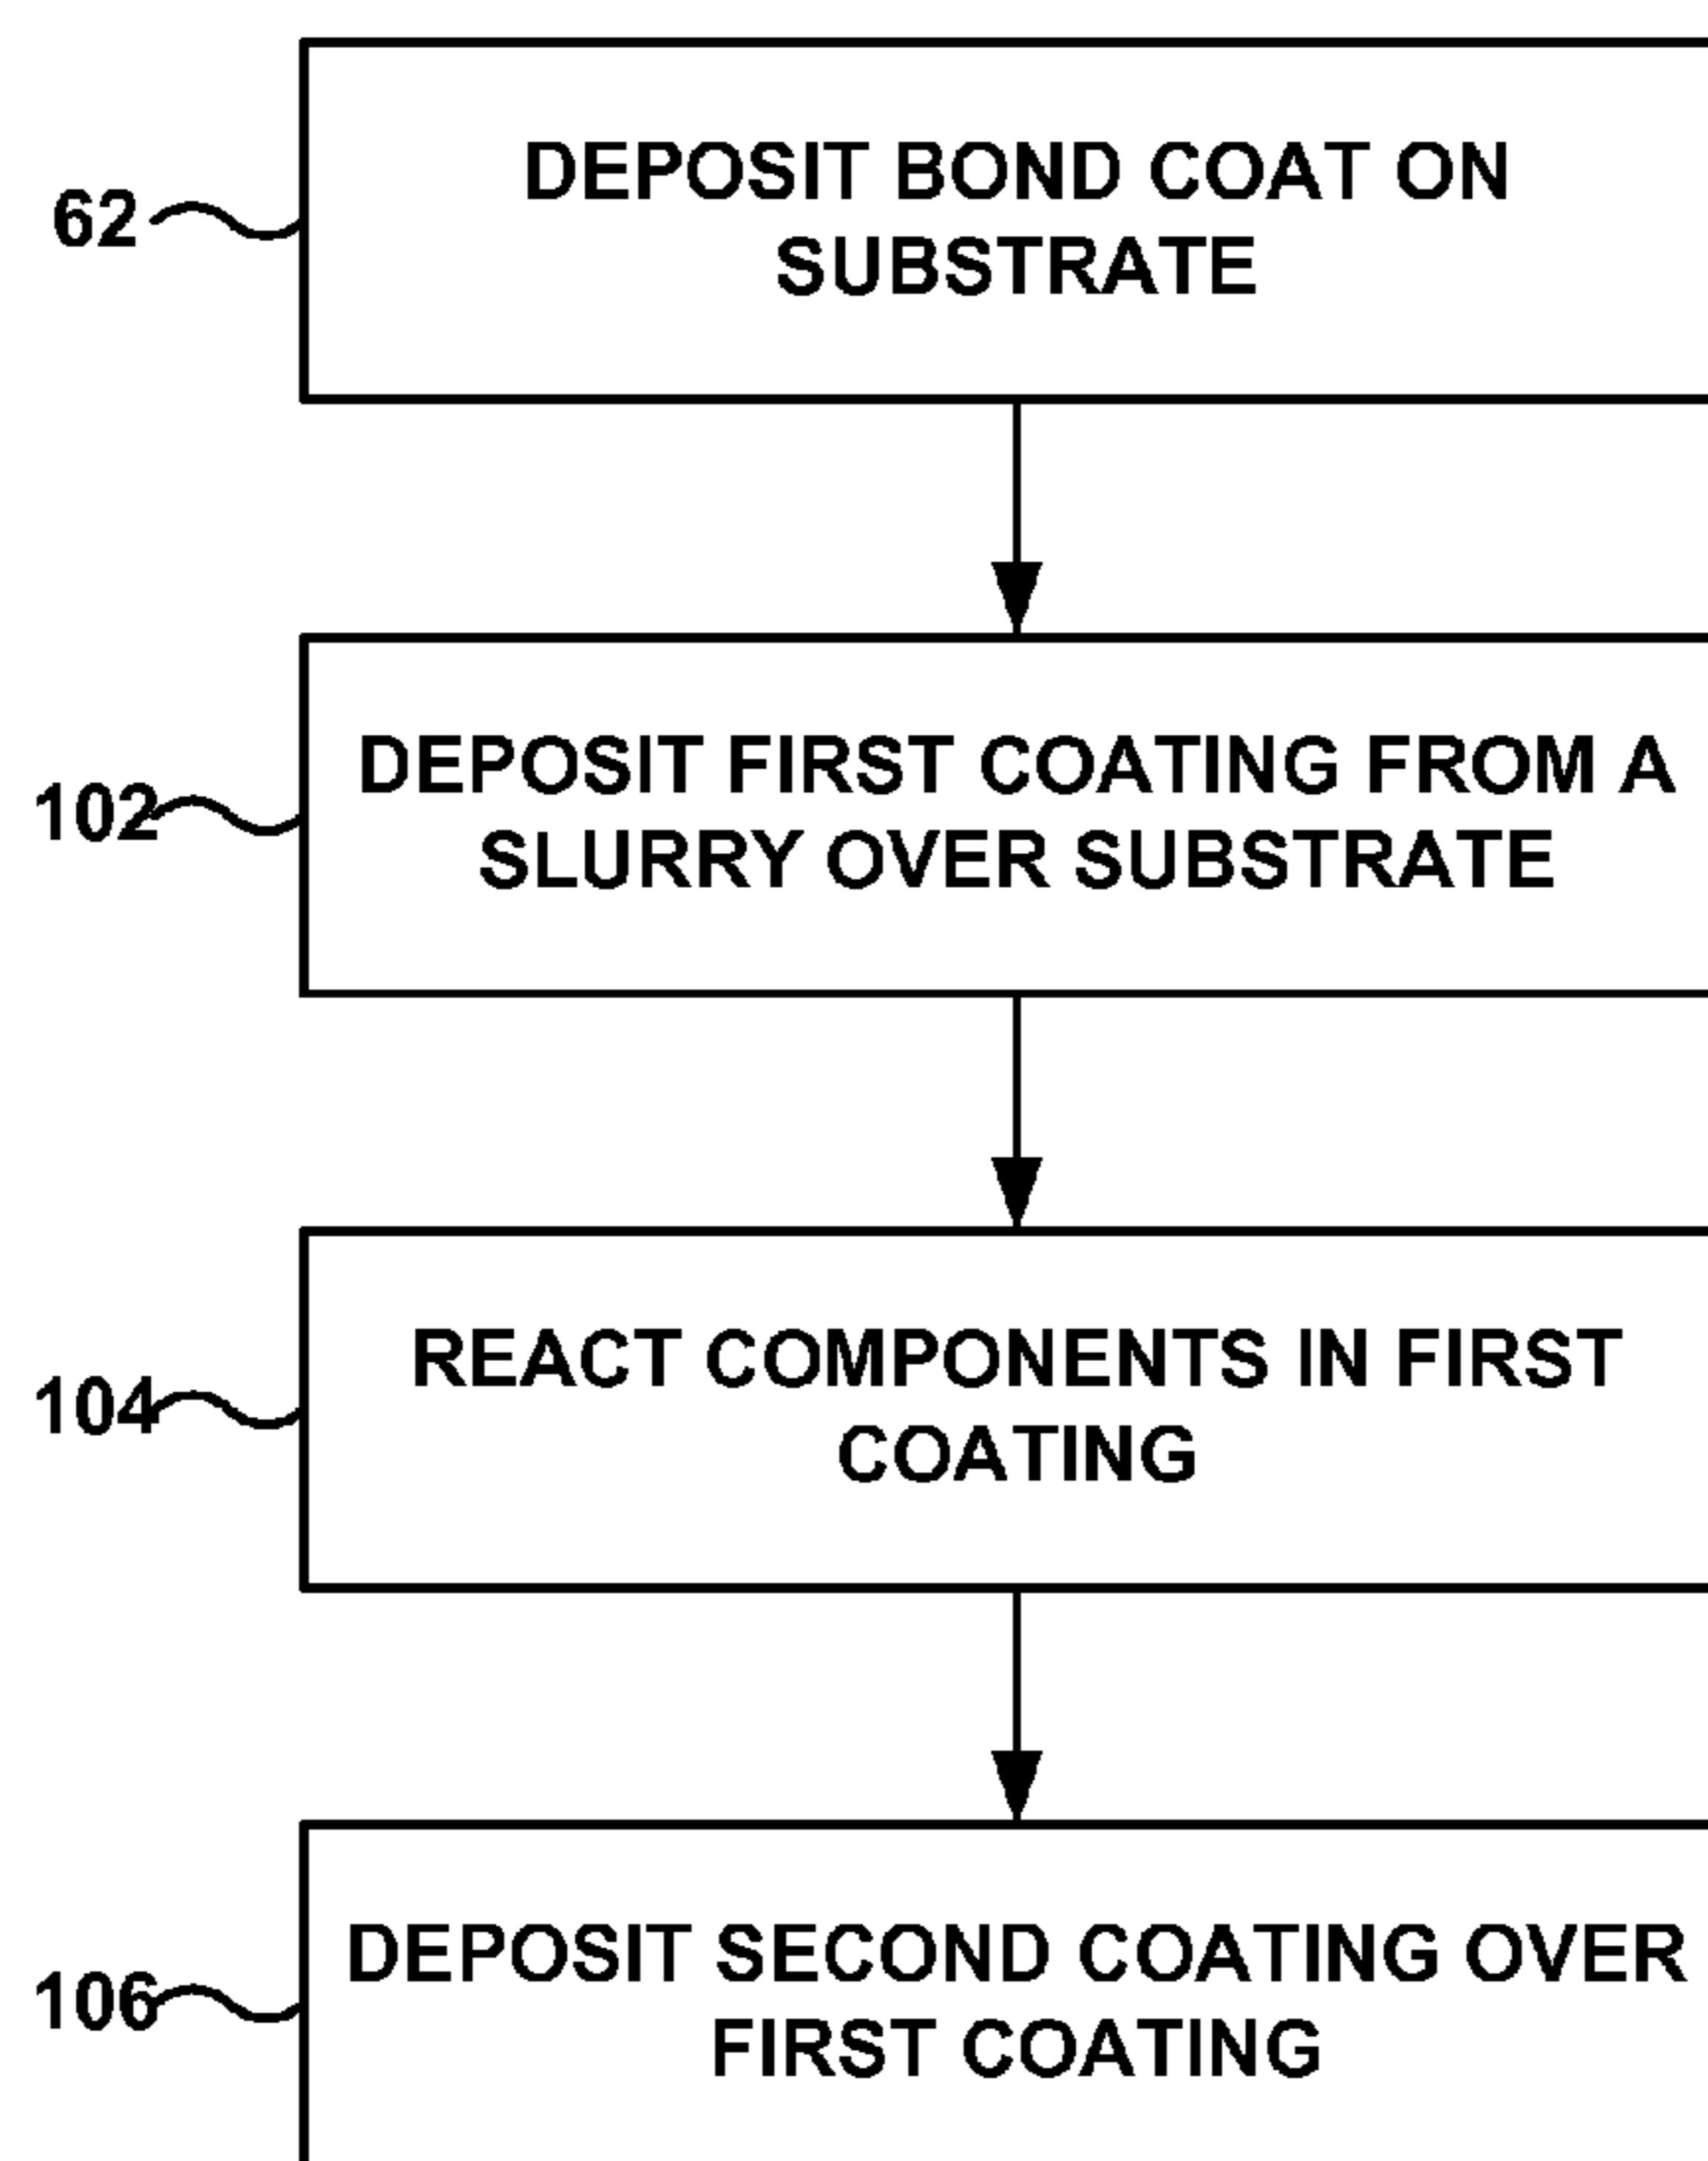 62
DEPOSIT BOND COAT ON
SUBSTRATE
102
DEPOSIT FIRST COATING FROM A
SLURRY OVER SUBSTRATE
104
REACT COMPONENTS IN FIRST
COATING
106
DEPOSIT SECOND COATING OVER
FIRST COATING